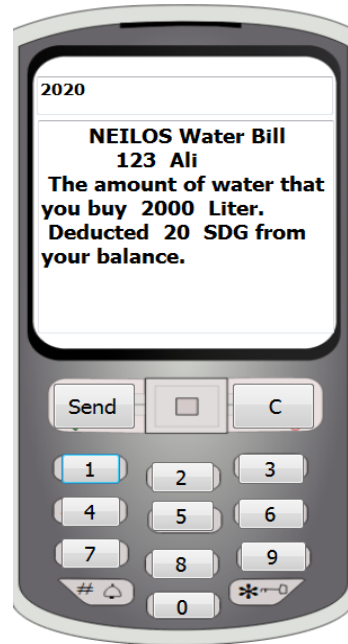 2020
NEILOS Water Bill
123 Ali
The amount of water that
you buy 2000 Liter.
Deducted 20 SDG from
your balance.
Send C
1 2 3
4 5 6
7 8 9
# *
0